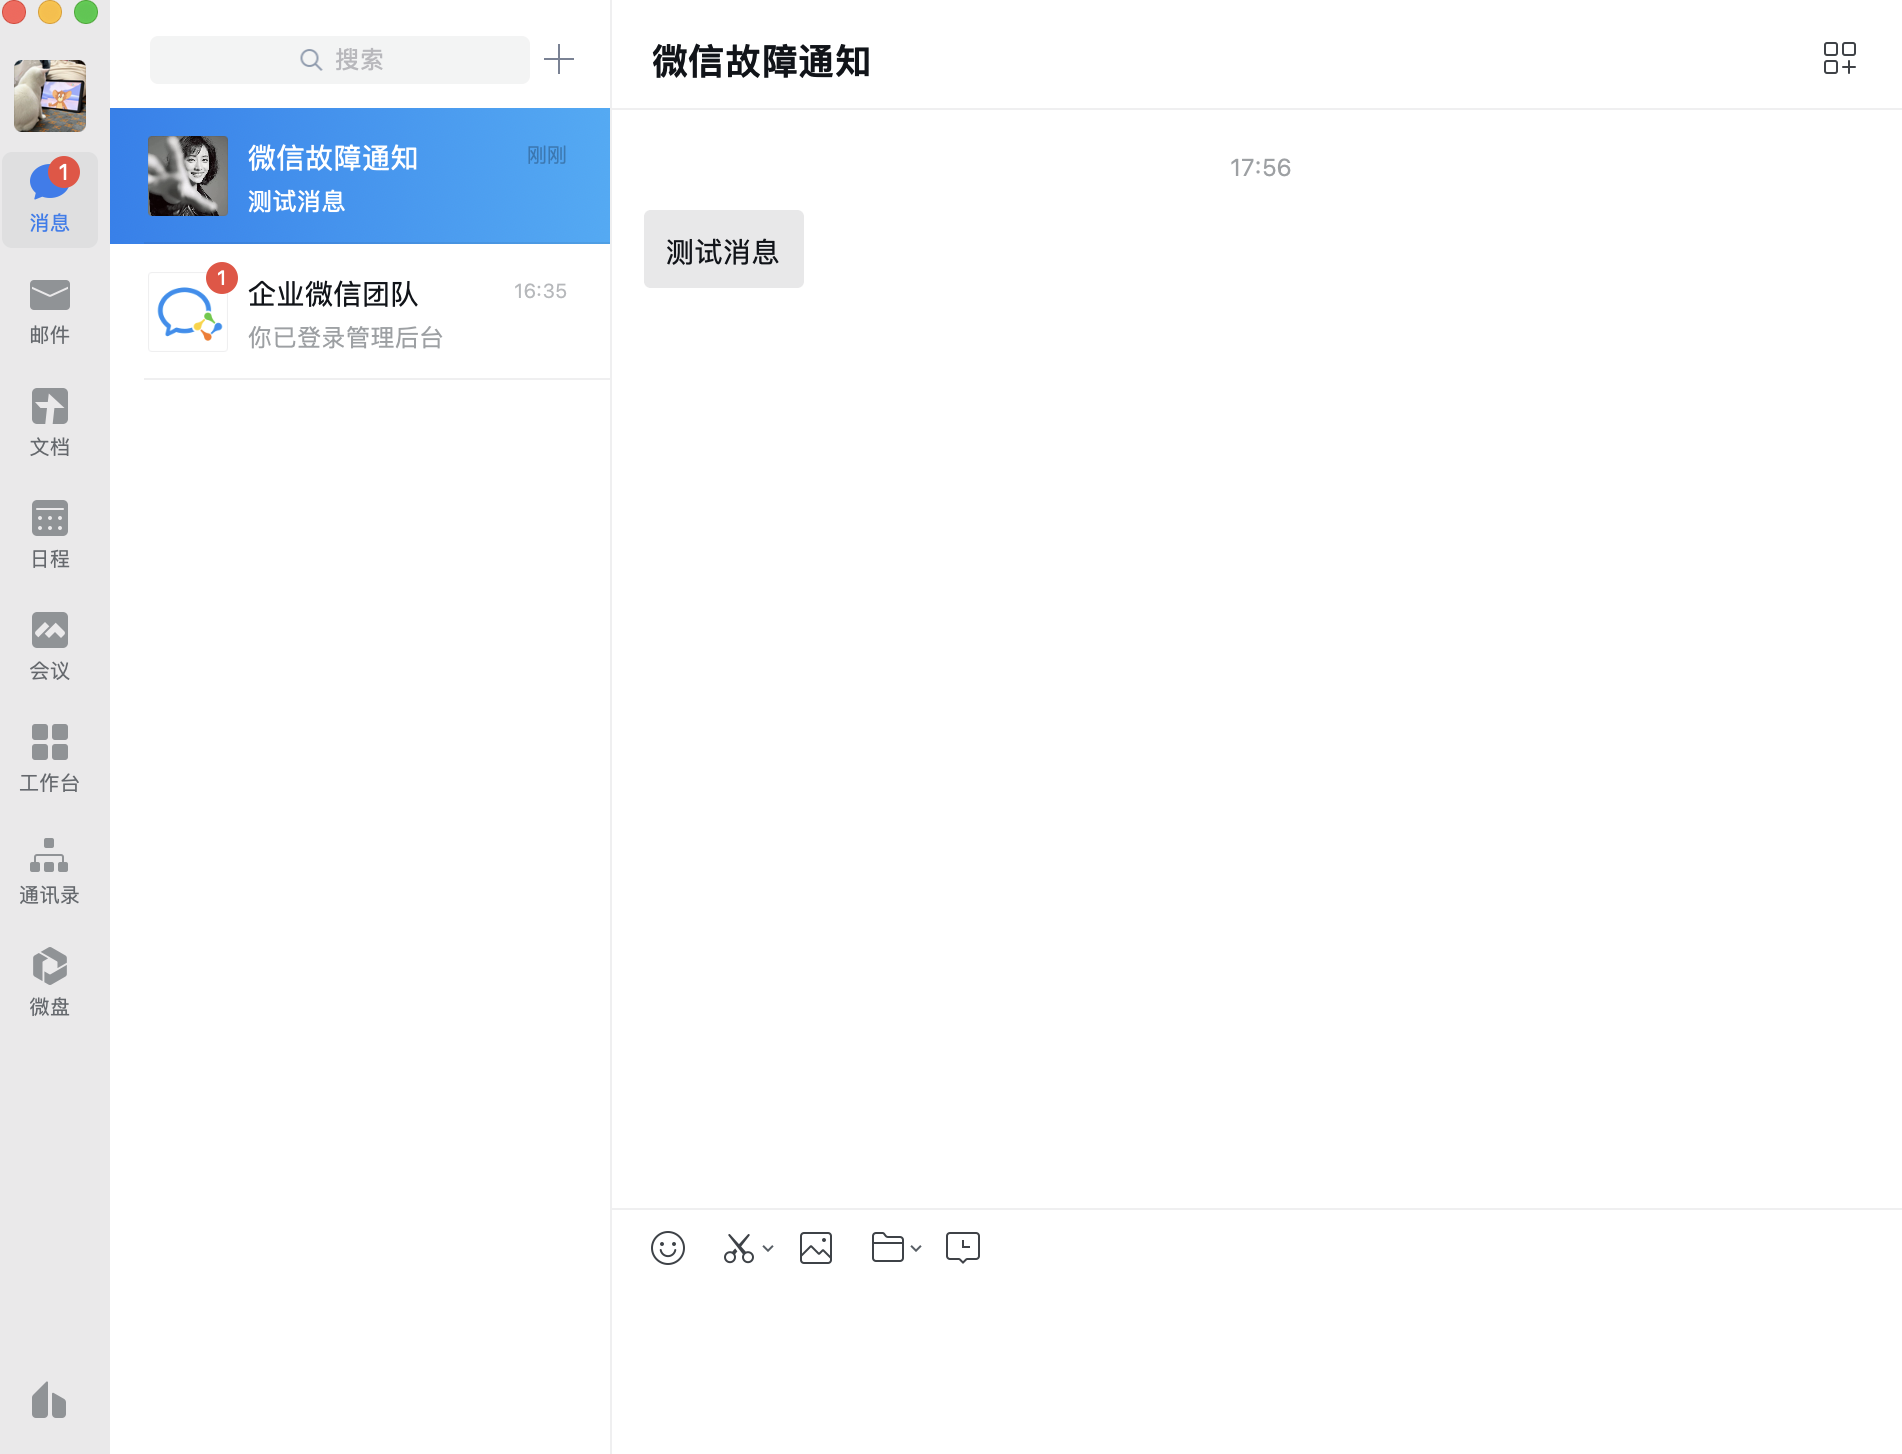 1
消息
邮件
文档
日程
会议
工作台
通讯录
微盘
搜索
微信故障通知
刚刚
测试消息
1
企业微信团队
16:35
你已登录管理后台
微信故障通知
17:56
测试消息